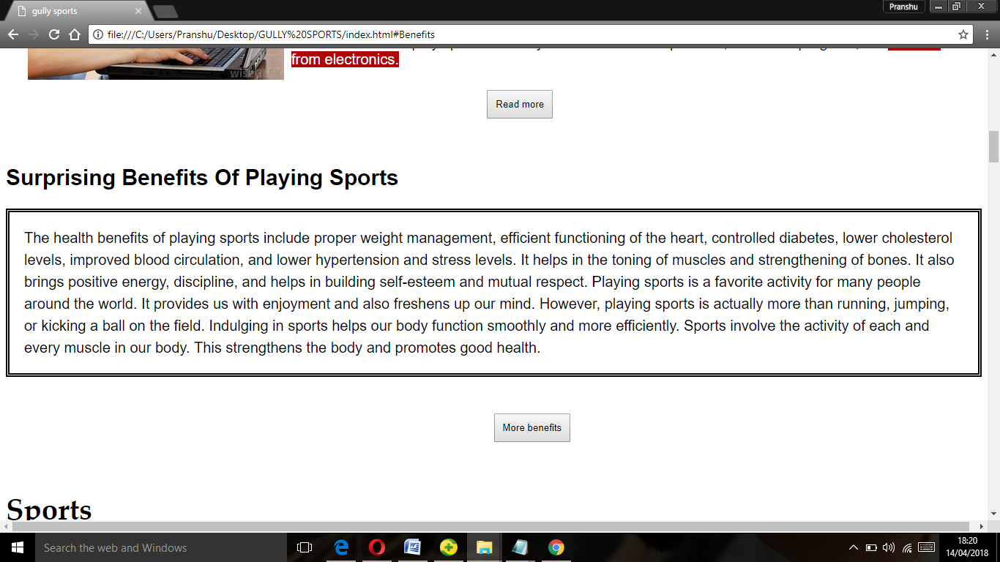 gully sports
Pranshu
file:///C:/Users/Pranshu/Desktop/GULLY%20SPORTS/index.html#Benefits
from electronics.
wiseGEEK
Read more
Surprising Benefits Of Playing Sports
The health benefits of playing sports include proper weight management, efficient functioning of the heart, controlled diabetes, lower cholesterol
levels, improved blood circulation, and lower hypertension and stress levels. It helps in the toning of muscles and strengthening of bones. It also
brings positive energy, discipline, and helps in building self-esteem and mutual respect. Playing sports is a favorite activity for many people
around the world. It provides us with enjoyment and also freshens up our mind. However, playing sports is actually more than running, jumping,
or kicking a ball on the field. Indulging in sports helps our body function smoothly and more efficiently. Sports involve the activity of each and
every muscle in our body. This strengthens the body and promotes good health.
More benefits
Sports
Search the web and Windows
18:20
14/04/2018